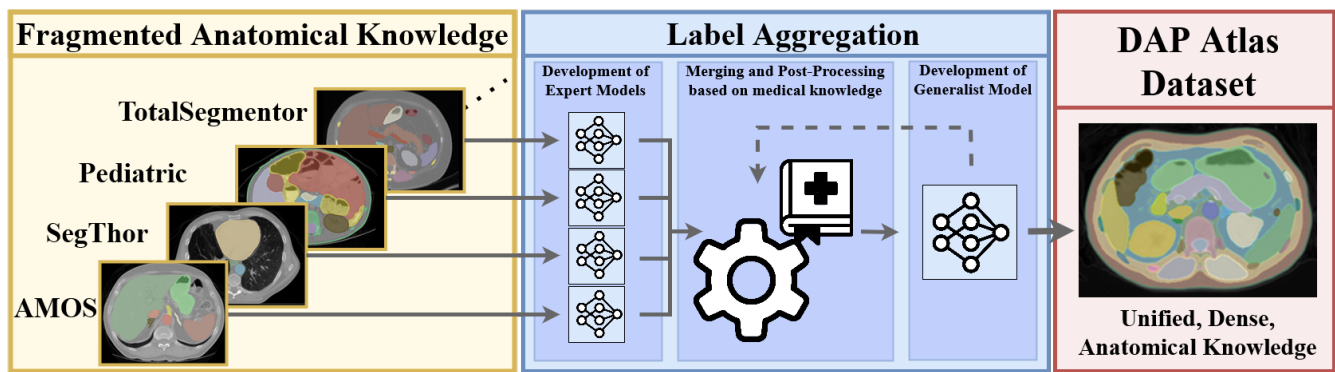 Fragmented Anatomical Knowledge
TotalSegmentor
Pediatric
SegThor
AMOS
Label Aggregation
Development of
Expert Models
Merging and Post-Processing
based on medical knowledge
Development of
Generalist Model
DAP Atlas
Dataset
Unified, Dense,
Anatomical Knowledge